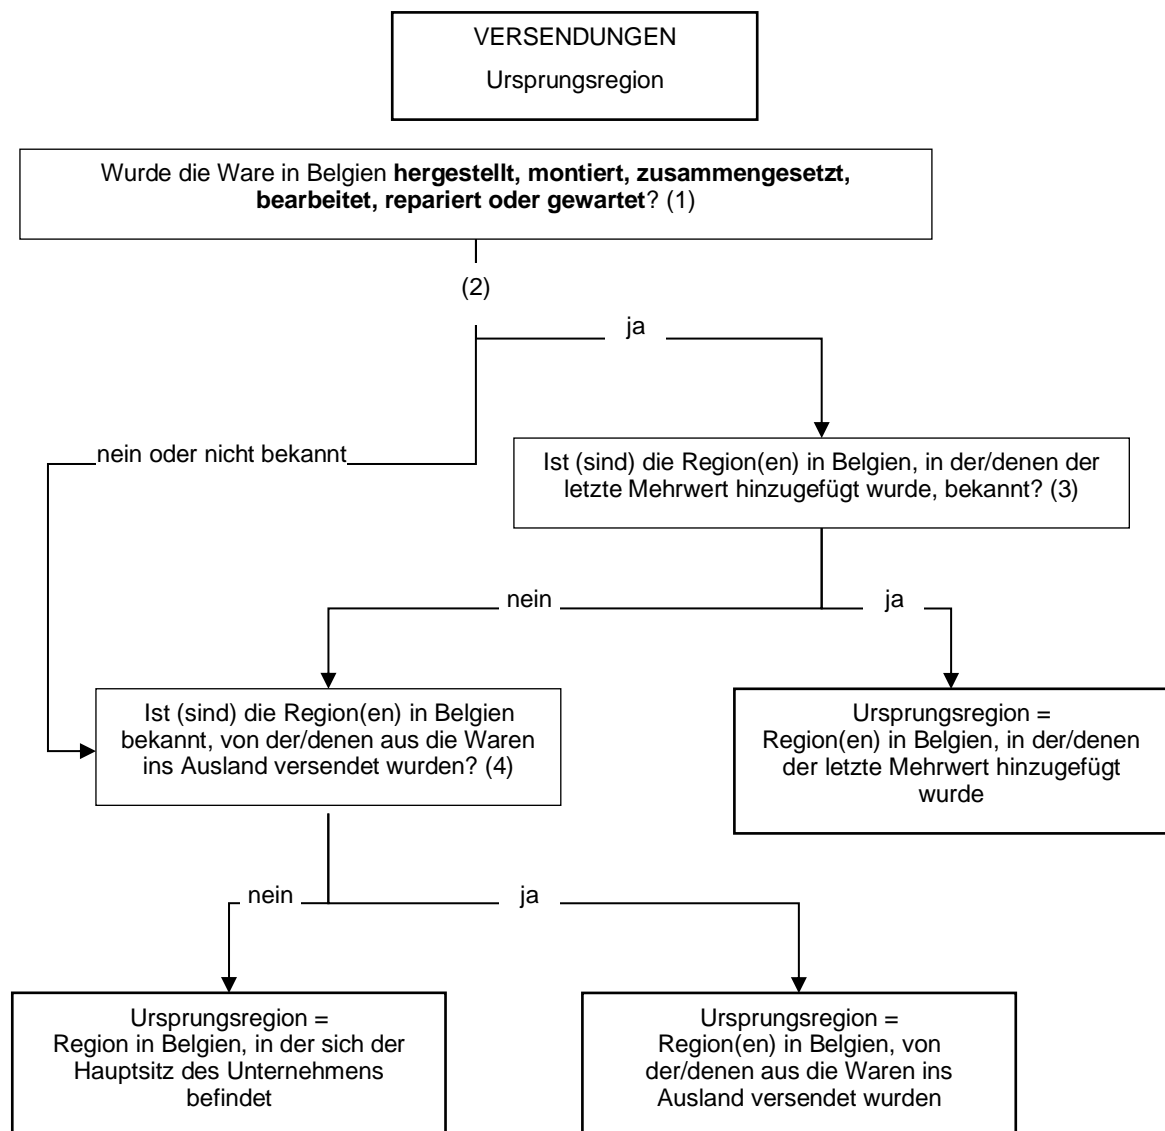 VERSENDUNGEN
Ursprungsregion
Wurde die Ware in Belgien hergestellt, montiert, zusammengesetzt,
bearbeitet, repariert oder gewartet? (1)
(2)
ja
nein oder nicht bekannt
Ist (sind) die Region(en) in Belgien, in der/denen der
letzte Mehrwert hinzugefügt wurde, bekannt? (3)
nein
ja
Ist (sind) die Region(en) in Belgien
bekannt, von der/denen aus die Waren
ins Ausland versendet wurden? (4)
Ursprungsregion =
Region(en) in Belgien, in der/denen
der letzte Mehrwert hinzugefügt
wurde
nein
ja
Ursprungsregion =
Region in Belgien, in der sich der
Hauptsitz des Unternehmens
befindet
Ursprungsregion =
Region(en) in Belgien, von
der/denen aus die Waren ins
Ausland versendet wurden